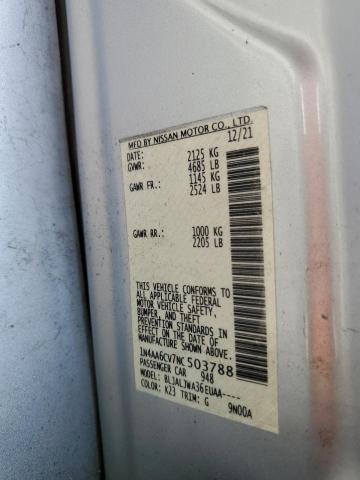 MFD BY NISSAN MOTOR CO., LTD.
DATE: 12/21
GVWR: 2125 KG
4685 LB
GAWR FR.: 1145 KG
2524 LB
GAWR RR.: 1000 KG
2205 LB
THIS VEHICLE CONFORMS TO
ALL APPLICABLE FEDERAL
MOTOR VEHICLE SAFETY,
BUMPER, AND THEFT
PREVENTION STANDARDS
IN EFFECT ON THE DATE OF
MANUFACTURE SHOWN ABOVE.
1N4AA6CV7NC503788
PASSENGER CAR 948
MODEL: BLJALJWA36EUAA-----
COLOR: K23 TRIM: G 9N00A